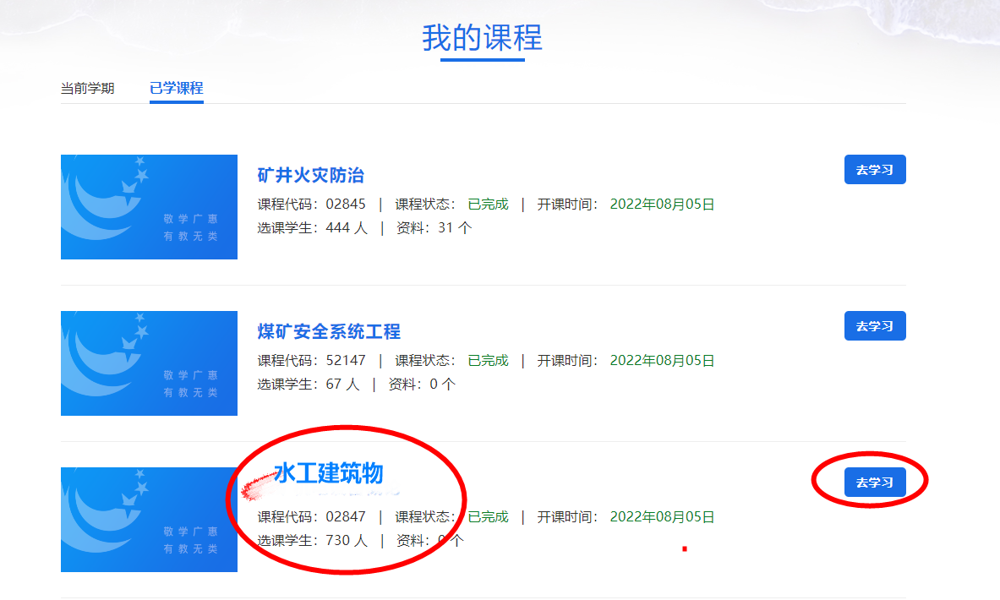 我的课程
当前学期 已学课程
敬学广惠
有教无类
矿井火灾防治
去学习
课程代码：02845 | 课程状态： 已完成 | 开课时间： 2022年08月05日
选课学生：444 人 | 资料：31 个
敬学广惠
有教无类
煤矿安全系统工程
去学习
课程代码：52147 | 课程状态： 已完成 | 开课时间： 2022年08月05日
选课学生：67 人 | 资料：0 个
敬学广惠
有教无类
水工建筑物
去学习
课程代码：02847 | 课程状态： 已完成 | 开课时间： 2022年08月05日
选课学生：730 人 | 资料：0 个